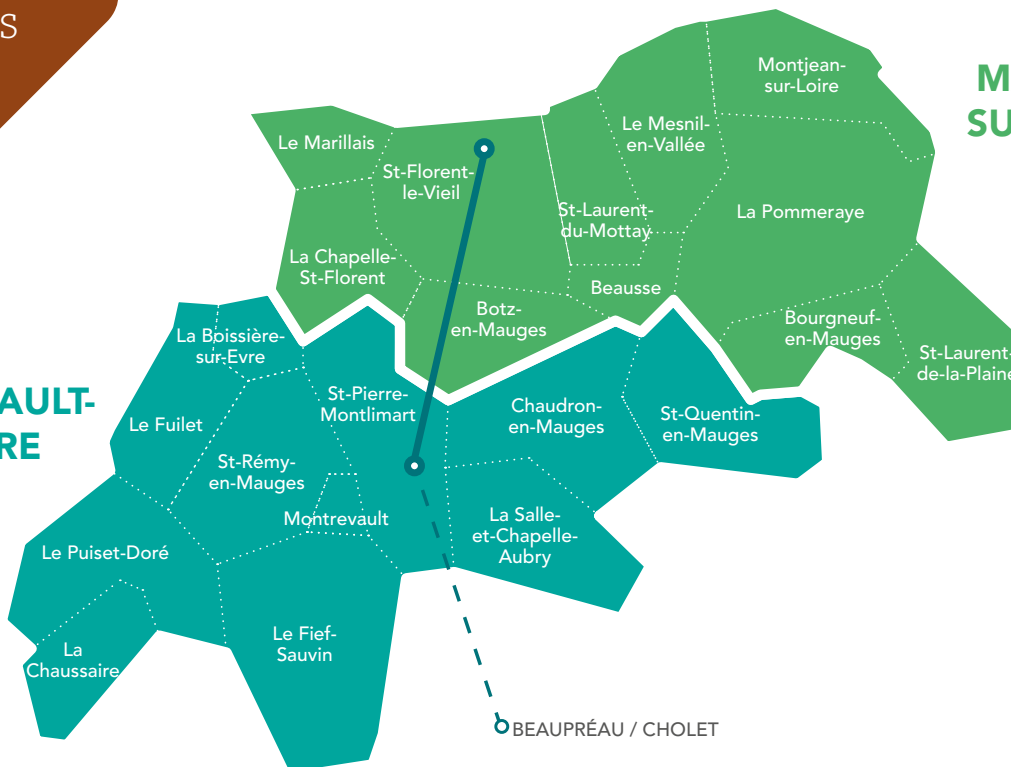 S
M
SU
Montjean-
sur-Loire
Le Mesnil-
en-Vallée
Le Marillais
St-Florent-
le-Vieil
St-Laurent-
du-Mottay
La Pommeraye
La Chapelle-
St-Florent
Beausse
Botz-
en-Mauges
Bourgneuf-
en-Mauges
St-Laurent-
de-la-Plaine
La Boissière-
sur-Evre
AULT-
RE
St-Pierre-
Montlimart
Chaudron-
en-Mauges
St-Quentin-
en-Mauges
Le Fuilet
St-Rémy-
en-Mauges
Montrevault
La Salle-
et-Chapelle-
Aubry
Le Puiset-Doré
Le Fief-
Sauvin
La
Chaussaire
BEAUPRÉAU / CHOLET